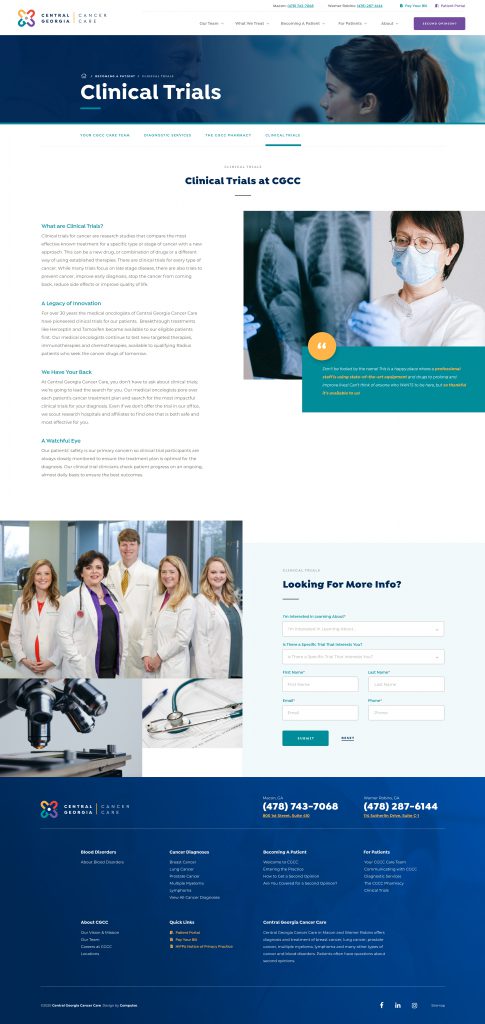 Macon: (478) 743-7068 Warner Robins: (478) 287-6144 Pay Your Bill Patient Portal
CENTRAL GEORGIA CANCER CARE
Our Team What We Treat Becoming A Patient For Patients About SECOND OPINION?
BECOMING A PATIENT / CLINICAL TRIALS
Clinical Trials
YOUR CGCC CARE TEAM DIAGNOSTIC SERVICES THE CGCC PHARMACY CLINICAL TRIALS
CLINICAL TRIALS
Clinical Trials at CGCC
What are Clinical Trials?
Clinical trials for cancer are research studies that compare the most
effective known treatment for a specific type or stage of cancer with a new
approach. This can be a new drug, or combination of drugs or a different
way of using established therapies. There are clinical trials for every type of
cancer. While many trials focus on late stage disease, there are also trials to
prevent cancer, improve early diagnosis, stop the cancer from coming
back, reduce side effects or improve quality of life.
A Legacy of Innovation
For over 30 years the medical oncologists of Central Georgia Cancer Care
have pioneered clinical trials for our patients. Breakthrough treatments
like Herceptin and Tamoxifen became available to our eligible patients
first. Our medical oncologists continue to test new targeted therapies,
immunotherapies and chemotherapies, available to qualifying
patients who seek the cancer drugs of tomorrow.
We Have Your Back
At Central Georgia Cancer Care, you don't have to ask about clinical trials;
we're going to lead the search for you. Our medical oncologists pore over
each patient's cancer treatment plan and search for the most impactful
clinical trials for your diagnosis. Even if we don't offer the trial in our office,
we scout research hospitals and affiliates to find one that is both safe and
most effective for you.
A Watchful Eye
Our patients' safety is our primary concern so clinical trial participants are
always closely monitored to ensure the treatment plan is optimal for the
diagnosis. Our clinical trial clinicians check patient progress on an ongoing,
almost daily basis to ensure the best outcomes.
“
Don't be fooled by the name! This is a happy place where a professional
staff is using state-of-the-art equipment and drugs to prolong and
improve lives! Can't think of anyone who WANTS to be here, but so thankful
it's available to us!
CLINICAL TRIALS
Looking For More Info?
I'm Interested in Learning About?
I'm Interested in Learning About
Is There a Specific Trial That Interests You?
Is There a Specific Trial That Interests You?
First Name* Last Name*
First Name Last Name
Email* Phone*
Email Phone
SUBMIT RESET
CENTRAL GEORGIA CANCER CARE
Macon, GA Warner Robins, GA
(478) 743-7068 (478) 287-6144
800 1st Street, Suite 410 114 Sutherlin Drive, Suite C 1
Blood Disorders Cancer Diagnoses Becoming A Patient For Patients
About Blood Disorders Breast Cancer Welcome to CGCC Your CGCC Care Team
Lung Cancer Entering the Practice Communicating with CGCC
Prostate Cancer How to Get a Second Opinion Diagnostic Services
Multiple Myeloma Are You Covered for a Second Opinion? The CGCC Pharmacy
Lymphoma Clinical Trials
View All Cancer Diagnoses
About CGCC Quick Links Central Georgia Cancer Care
Our Vision & Mission Patient Portal Central Georgia Cancer Care in Macon and Warner Robins offers
Our Team Pay Your Bill diagnosis and treatment of breast cancer, lung cancer, prostate
Careers at CGCC HIPPA Notice of Privacy Practice cancer, multiple myeloma, lymphoma and many other types of
Locations cancer and blood disorders. Patients often have questions about
second opinions.
©2020 Central Georgia Cancer Care. Design by Computus Sitemap